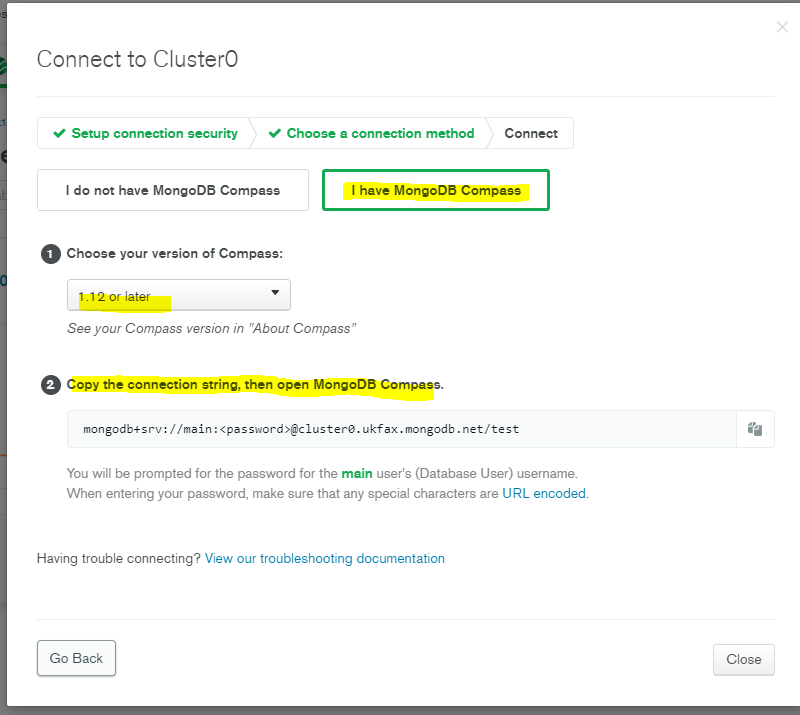 Connect to Cluster0
Setup connection security
Choose a connection method
Connect
I do not have MongoDB Compass
I have MongoDB Compass
1 Choose your version of Compass:
1.12 or later
See your Compass version in "About Compass"
2 Copy the connection string, then open MongoDB Compass.
mongodb+srv://main:<password>@cluster0.ukfax.mongodb.net/test
You will be prompted for the password for the main user's (Database User) username.
When entering your password, make sure that any special characters are URL encoded.
Having trouble connecting? View our troubleshooting documentation
Go Back
Close